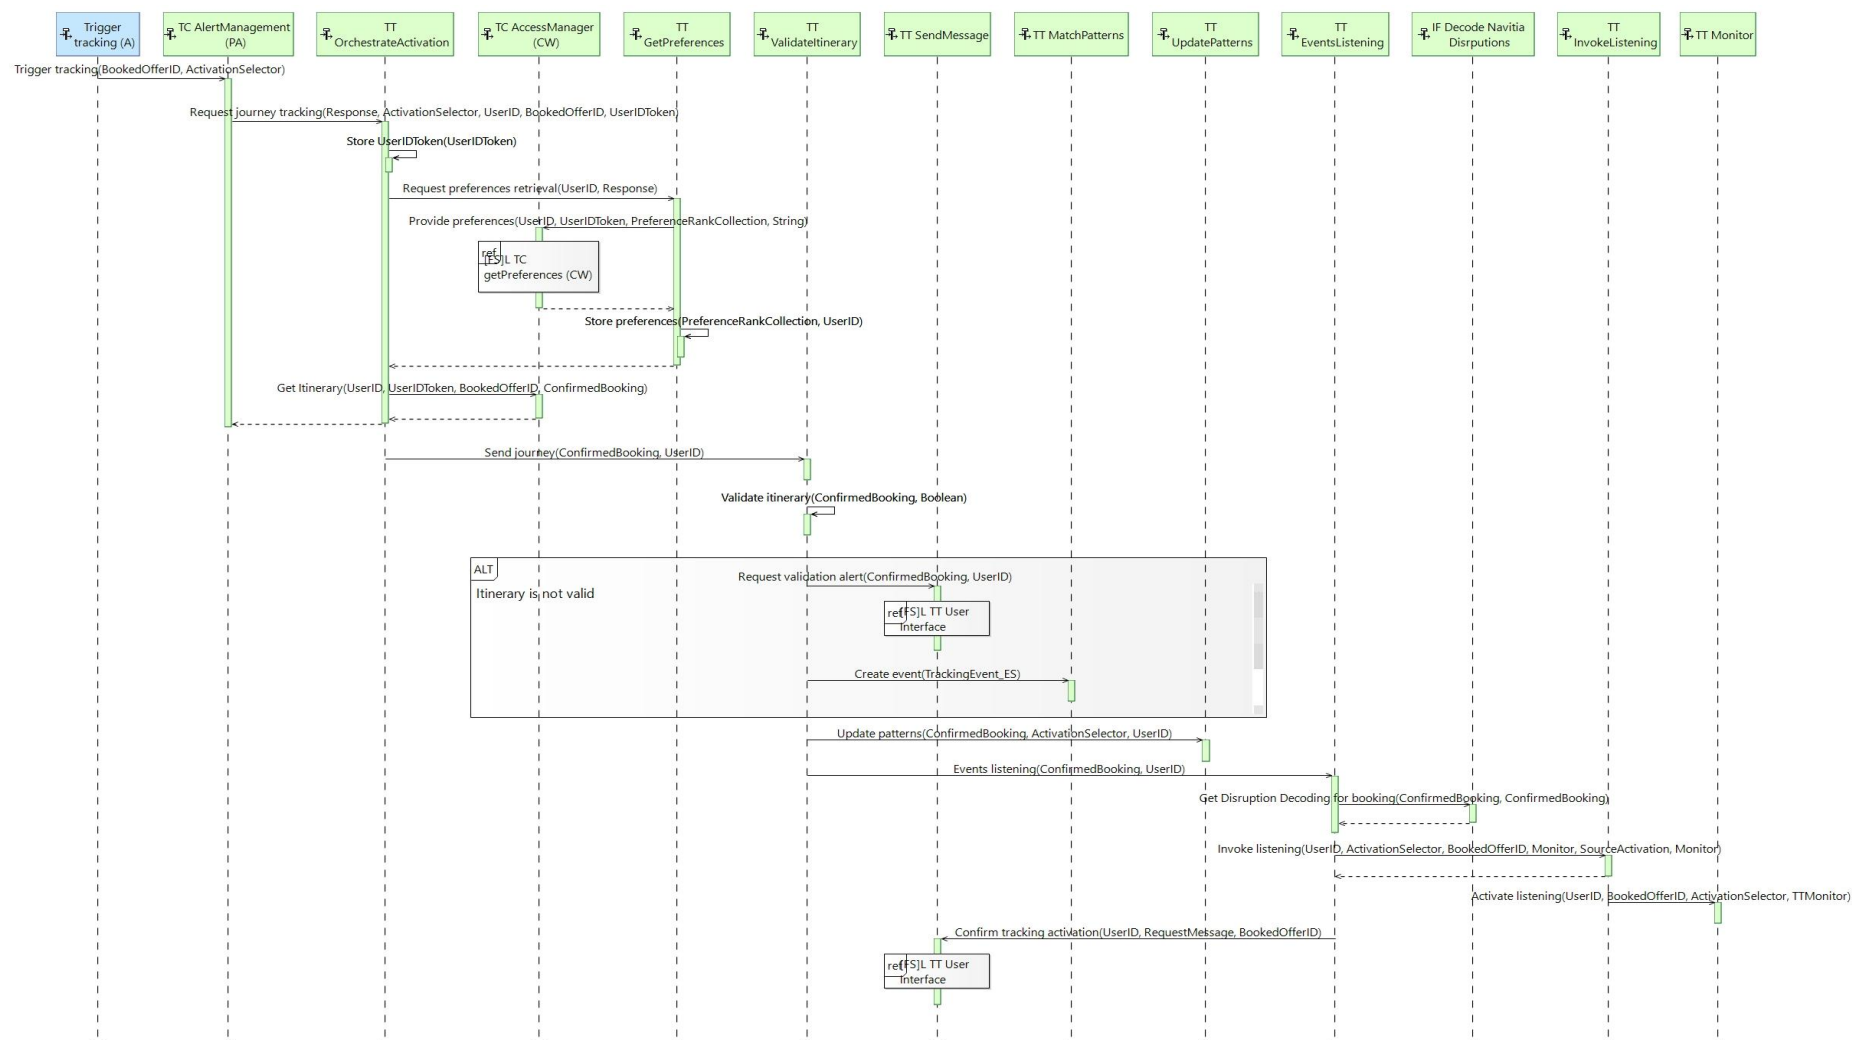 Trigger
tracking (A)
TC AlertManagement
(PA)
TT
OrchestrateActivation
TC AccessManager
(CW)
TT
GetPreferences
TT
ValidateItinerary
TT SendMessage
TT MatchPatterns
TT
UpdatePatterns
TT
EventsListening
IF Decode Navitia
Disrputions
TT
InvokeListening
TT Monitor
Trigger tracking(BookedOfferID, ActivationSelector)
Request journey tracking(Response, ActivationSelector, UserID, BookedOfferID, UserIDToken)
Store UserIDToken(UserIDToken)
Request preferences retrieval(UserID, Response)
Provide preferences(UserID, UserIDToken, PreferenceRankCollection, String)
ref
[FS]L TC
getPreferences (CW)
Store preferences(PreferenceRankCollection, UserID)
Get Itinerary(UserID, UserIDToken, BookedOfferID, ConfirmedBooking)
Send journey(ConfirmedBooking, UserID)
Validate itinerary(ConfirmedBooking, Boolean)
ALT
Itinerary is not valid
Request validation alert(ConfirmedBooking, UserID)
ref
[FS]L TT User
Interface
Create event(TrackingEvent_ES)
Update patterns(ConfirmedBooking, ActivationSelector, UserID)
Events listening(ConfirmedBooking, UserID)
Get Disruption Decoding for booking(ConfirmedBooking, ConfirmedBooking)
Invoke listening(UserID, ActivationSelector, BookedOfferID, Monitor, SourceActivation, Monitor)
Activate listening(UserID, BookedOfferID, ActivationSelector, TTMonitor)
Confirm tracking activation(UserID, RequestMessage, BookedOfferID)
ref
[FS]L TT User
Interface